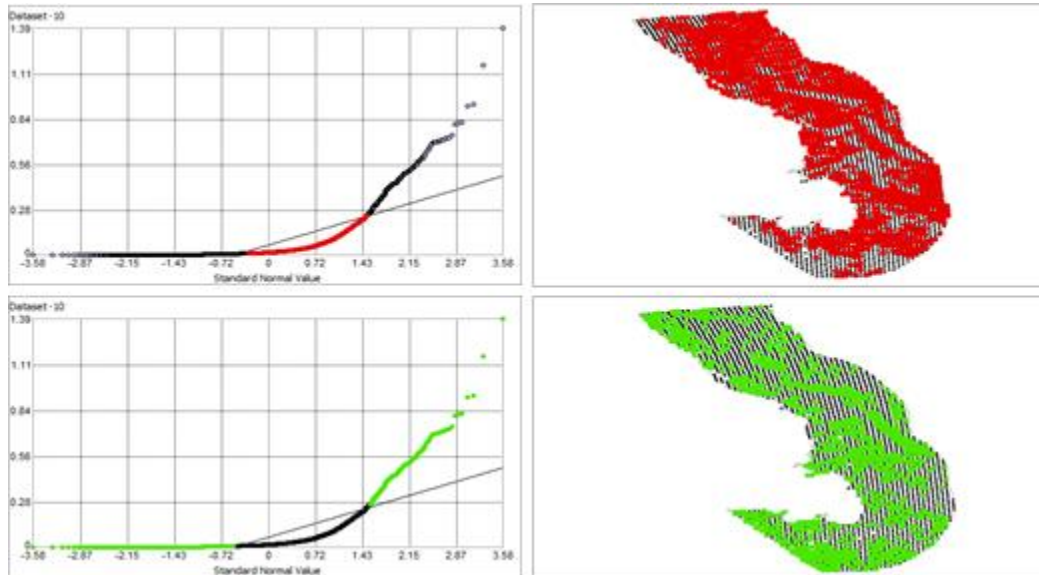 Dataset · 10
1.39
1.11
0.84
0.56
0.28
0
-3.58 -2.87 -2.15 -1.43 -0.72 0 0.72 1.43 2.15 2.87 3.58
Standard Normal Value
Dataset · 10
1.39
1.11
0.84
0.56
0.28
0
-3.58 -2.87 -2.15 -1.43 -0.72 0 0.72 1.43 2.15 2.87 3.58
Standard Normal Value